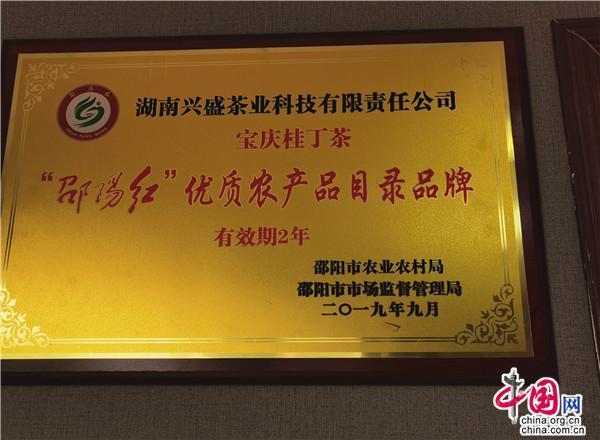 湖南兴盛茶业科技有限责任公司
宝庆桂丁茶
“邵陽红”优质农产品目录品牌
有效期2年
邵阳市农业农村局
邵阳市市场监督管理局
二〇一九年九月
中国网
china.org.cn
china.com.cn